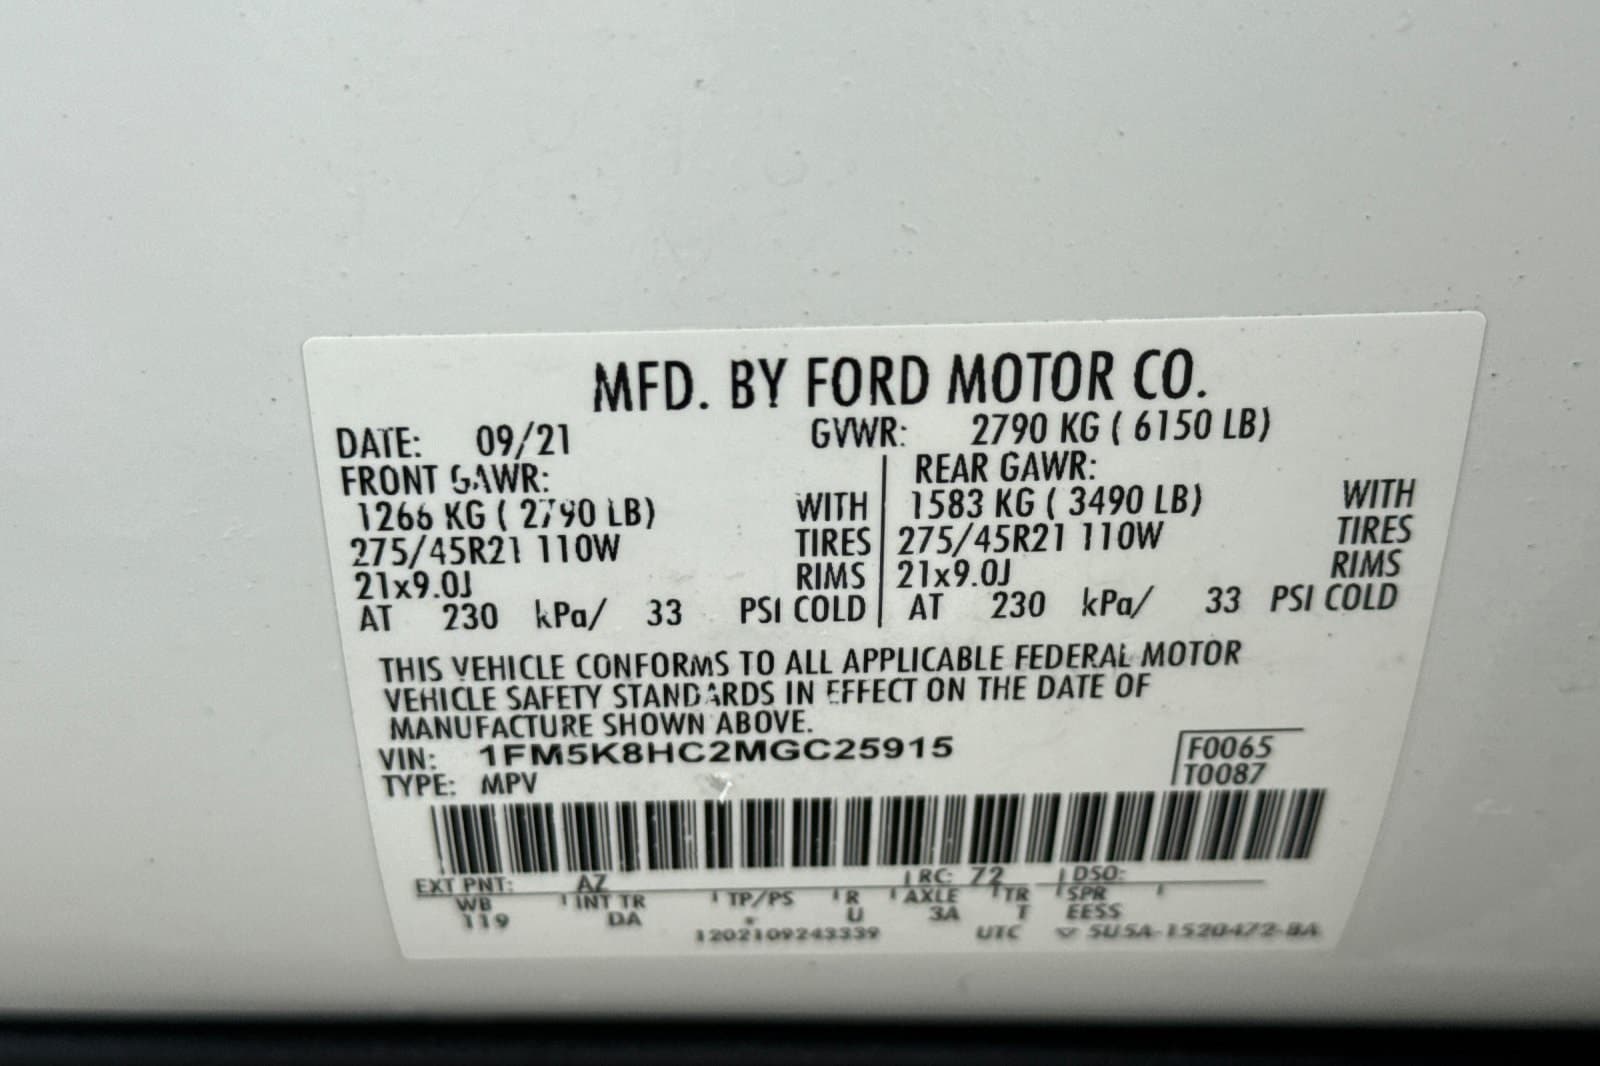 MFD. BY FORD MOTOR CO.
DATE: 09/21 GVWR: 2790 KG ( 6150 LB)
FRONT GAWR: REAR GAWR:
1266 KG ( 2790 LB) WITH 1583 KG ( 3490 LB) WITH
275/45R21 110W TIRES 275/45R21 110W TIRES
21x9.0J RIMS 21x9.0J RIMS
AT 230 kPa/ 33 PSI COLD AT 230 kPa/ 33 PSI COLD
THIS VEHICLE CONFORMS TO ALL APPLICABLE FEDERAL MOTOR
VEHICLE SAFETY STANDARDS IN EFFECT ON THE DATE OF
MANUFACTURE SHOWN ABOVE.
VIN: 1FM5K8HC2MGC25915 F0065
TYPE: MPV T0087
EXT PNT: AZ RC: 72 DSO:
WB INT TR TP/PS R AXLE TR SPR
119 DA * U 3A T EESS
1202109243339 UTC 5U5A-1520472-BA